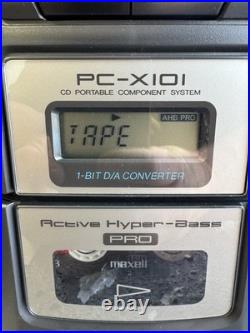 PC-X101
CD PORTABLE COMPONENT SYSTEM
AHB PRO
TAPE
1-BIT D/A CONVERTER
Active Hyper-Bass
PRO
maxell